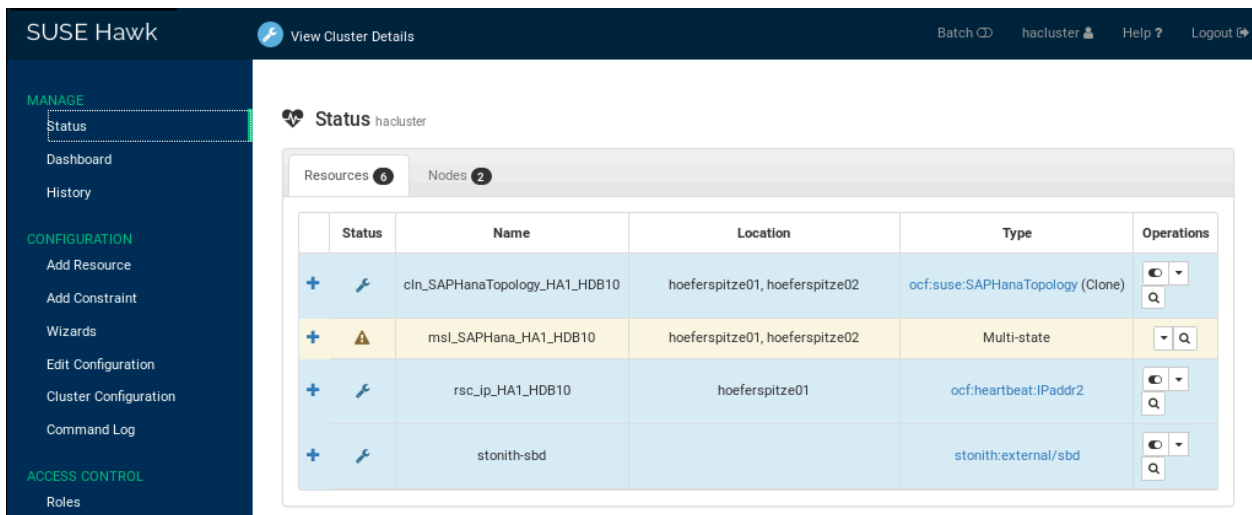 SUSE Hawk
View Cluster Details
Batch
hacluster
Help ?
Logout
MANAGE
Status
Dashboard
History
CONFIGURATION
Add Resource
Add Constraint
Wizards
Edit Configuration
Cluster Configuration
Command Log
ACCESS CONTROL
Roles
Status hacluster
Resources 6
Nodes 2
Status Name Location Type Operations
cln_SAPHanaTopology_HA1_HDB10 hoeferspitze01, hoeferspitze02 ocf:suse:SAPHanaTopology (Clone)
msl_SAPHana_HA1_HDB10 hoeferspitze01, hoeferspitze02 Multi-state
rsc_ip_HA1_HDB10 hoeferspitze01 ocf:heartbeat:IPaddr2
stonith-sbd stonith:external/sbd